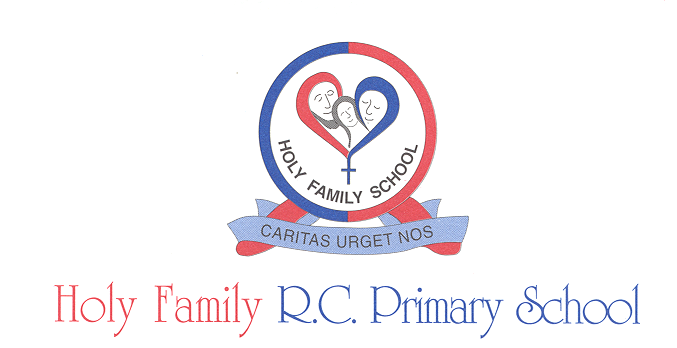 HOLY FAMILY SCHOOL
CARITAS URGET NOS
Holy Family R.C. Primary School